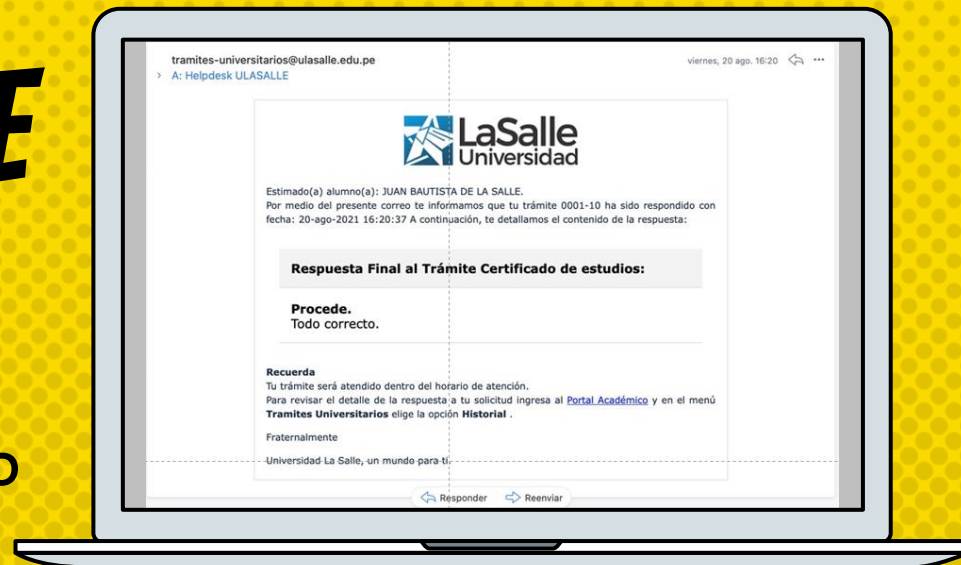 E
O
tramites-universitarios@ulasalle.edu.pe
viernes, 20 ago. 16:20
> A: Helpdesk ULASALLE
LaSalle
Universidad
Estimado(a) alumno(a): JUAN BAUTISTA DE LA SALLE.
Por medio del presente correo te informamos que tu trámite 0001-10 ha sido respondido con
fecha: 20-ago-2021 16:20:37 A continuación, te detallamos el contenido de la respuesta:
Respuesta Final al Trámite Certificado de estudios:
Procede.
Todo correcto.
Recuerda
Tu trámite será atendido dentro del horario de atención.
Para revisar el detalle de la respuesta a tu solicitud ingresa al Portal Académico y en el menú
Tramites Universitarios elige la opción Historial .
Fraternalmente
Universidad La Salle, un mundo para ti.
Responder Reenviar